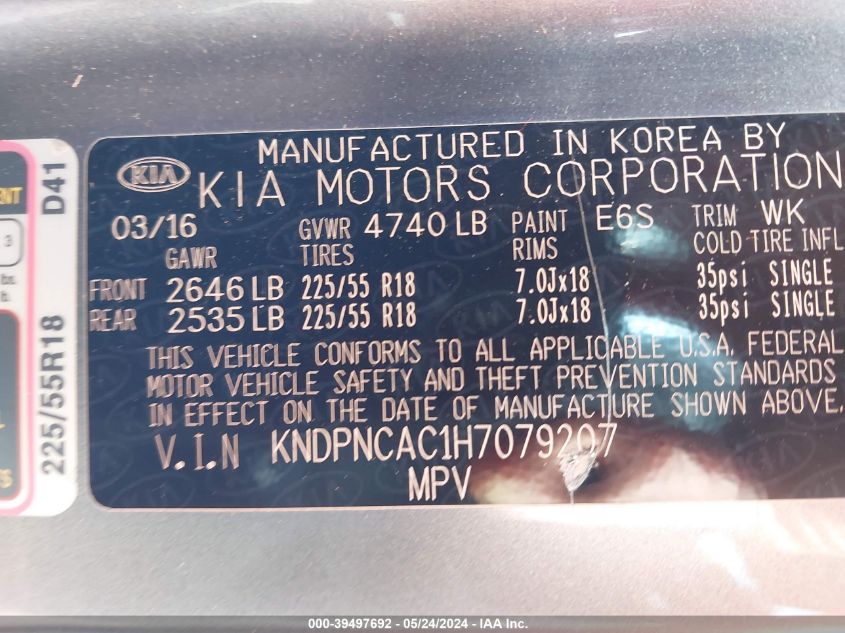 MANUFACTURED IN KOREA BY
KIA KIA MOTORS CORPORATION
03/16 GVWR 4740 LB PAINT E6S TRIM WK
GAWR TIRES RIMS COLD TIRE INFL
FRONT 2646 LB 225/55 R18 7.0Jx18 35psi SINGLE
REAR 2535 LB 225/55 R18 7.0Jx18 35psi SINGLE
THIS VEHICLE CONFORMS TO ALL APPLICABLE U.S.A. FEDERAL
MOTOR VEHICLE SAFETY AND THEFT PREVENTION STANDARDS
IN EFFECT ON THE DATE OF MANUFACTURE SHOWN ABOVE.
V.I.N KNDPNCAC1H7079207
MPV
225/55R18 D41
000-39497692 - 05/24/2024 - IAA Inc.